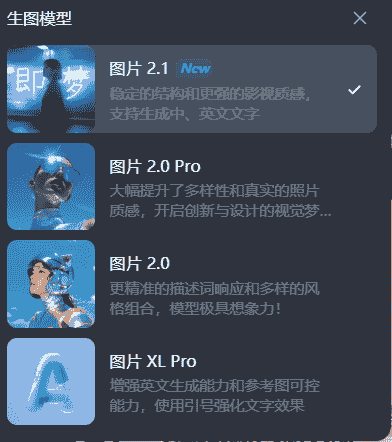 生图模型
即梦
图片 2.1 New
稳定的结构和更强的影视质感，
支持生成中、英文文字
图片 2.0 Pro
大幅提升了多样性和真实的照片
质感，开启创新与设计的视觉梦...
图片 2.0
更精准的描述词响应和多样的风
格组合，模型极具想象力！
A
图片 XL Pro
增强英文生成能力和参考图可控
能力，使用引号强化文字效果